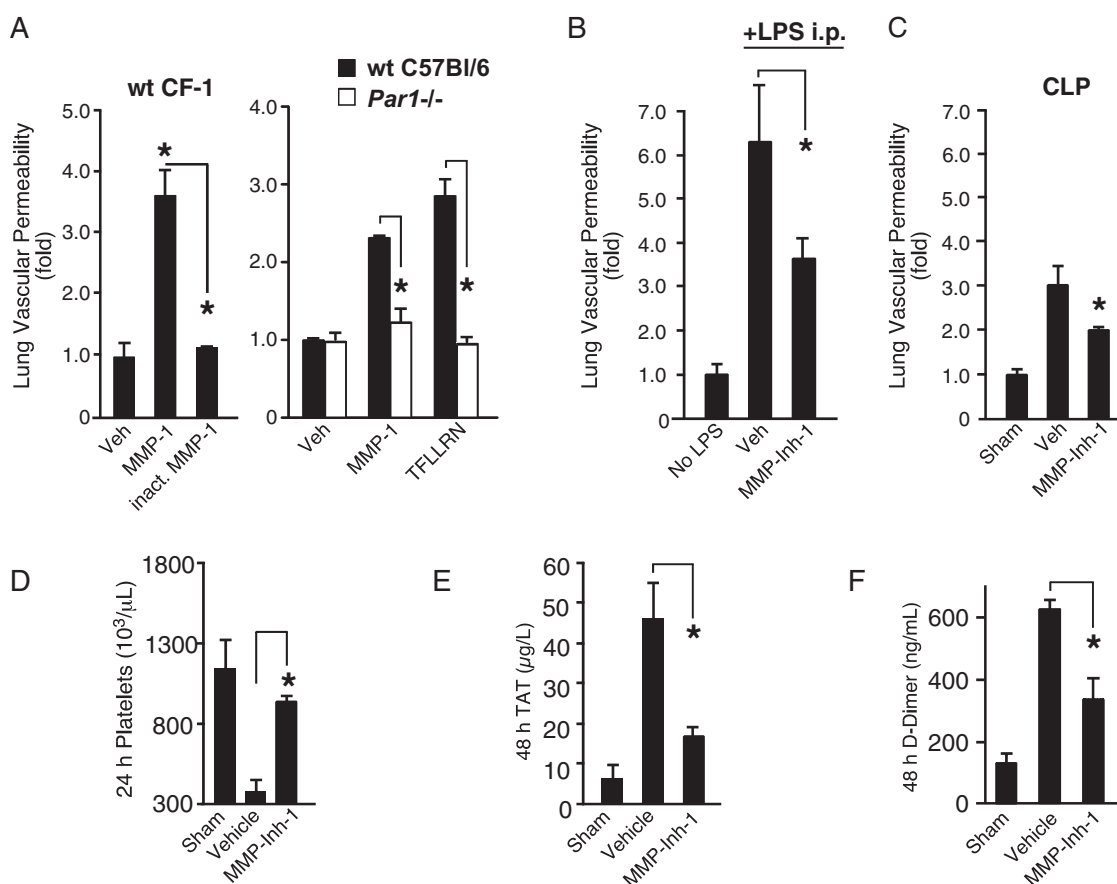 A
wt CF-1
Lung Vascular Permeability
(fold)
5.0
4.0
3.0
2.0
1.0
0
*
*
Veh
MMP-1
inact. MMP-1
wt C57Bl/6
Par1-/-
4.0
3.0
2.0
1.0
0
*
*
Veh
MMP-1
TFLLRN
B
+LPS i.p.
Lung Vascular Permeability
(fold)
7.0
6.0
5.0
4.0
3.0
2.0
1.0
0
*
No LPS
Veh
MMP-Inh-1
C
CLP
Lung Vascular Permeability
(fold)
7.0
6.0
5.0
4.0
3.0
2.0
1.0
0
*
Sham
Veh
MMP-Inh-1
D
24 h Platelets (10³/µL)
1800
1300
800
300
*
Sham
Vehicle
MMP-Inh-1
E
48 h TAT (µg/L)
60
50
40
30
20
10
0
*
Sham
Vehicle
MMP-Inh-1
F
48 h D-Dimer (ng/mL)
600
400
200
0
*
Sham
Vehicle
MMP-Inh-1